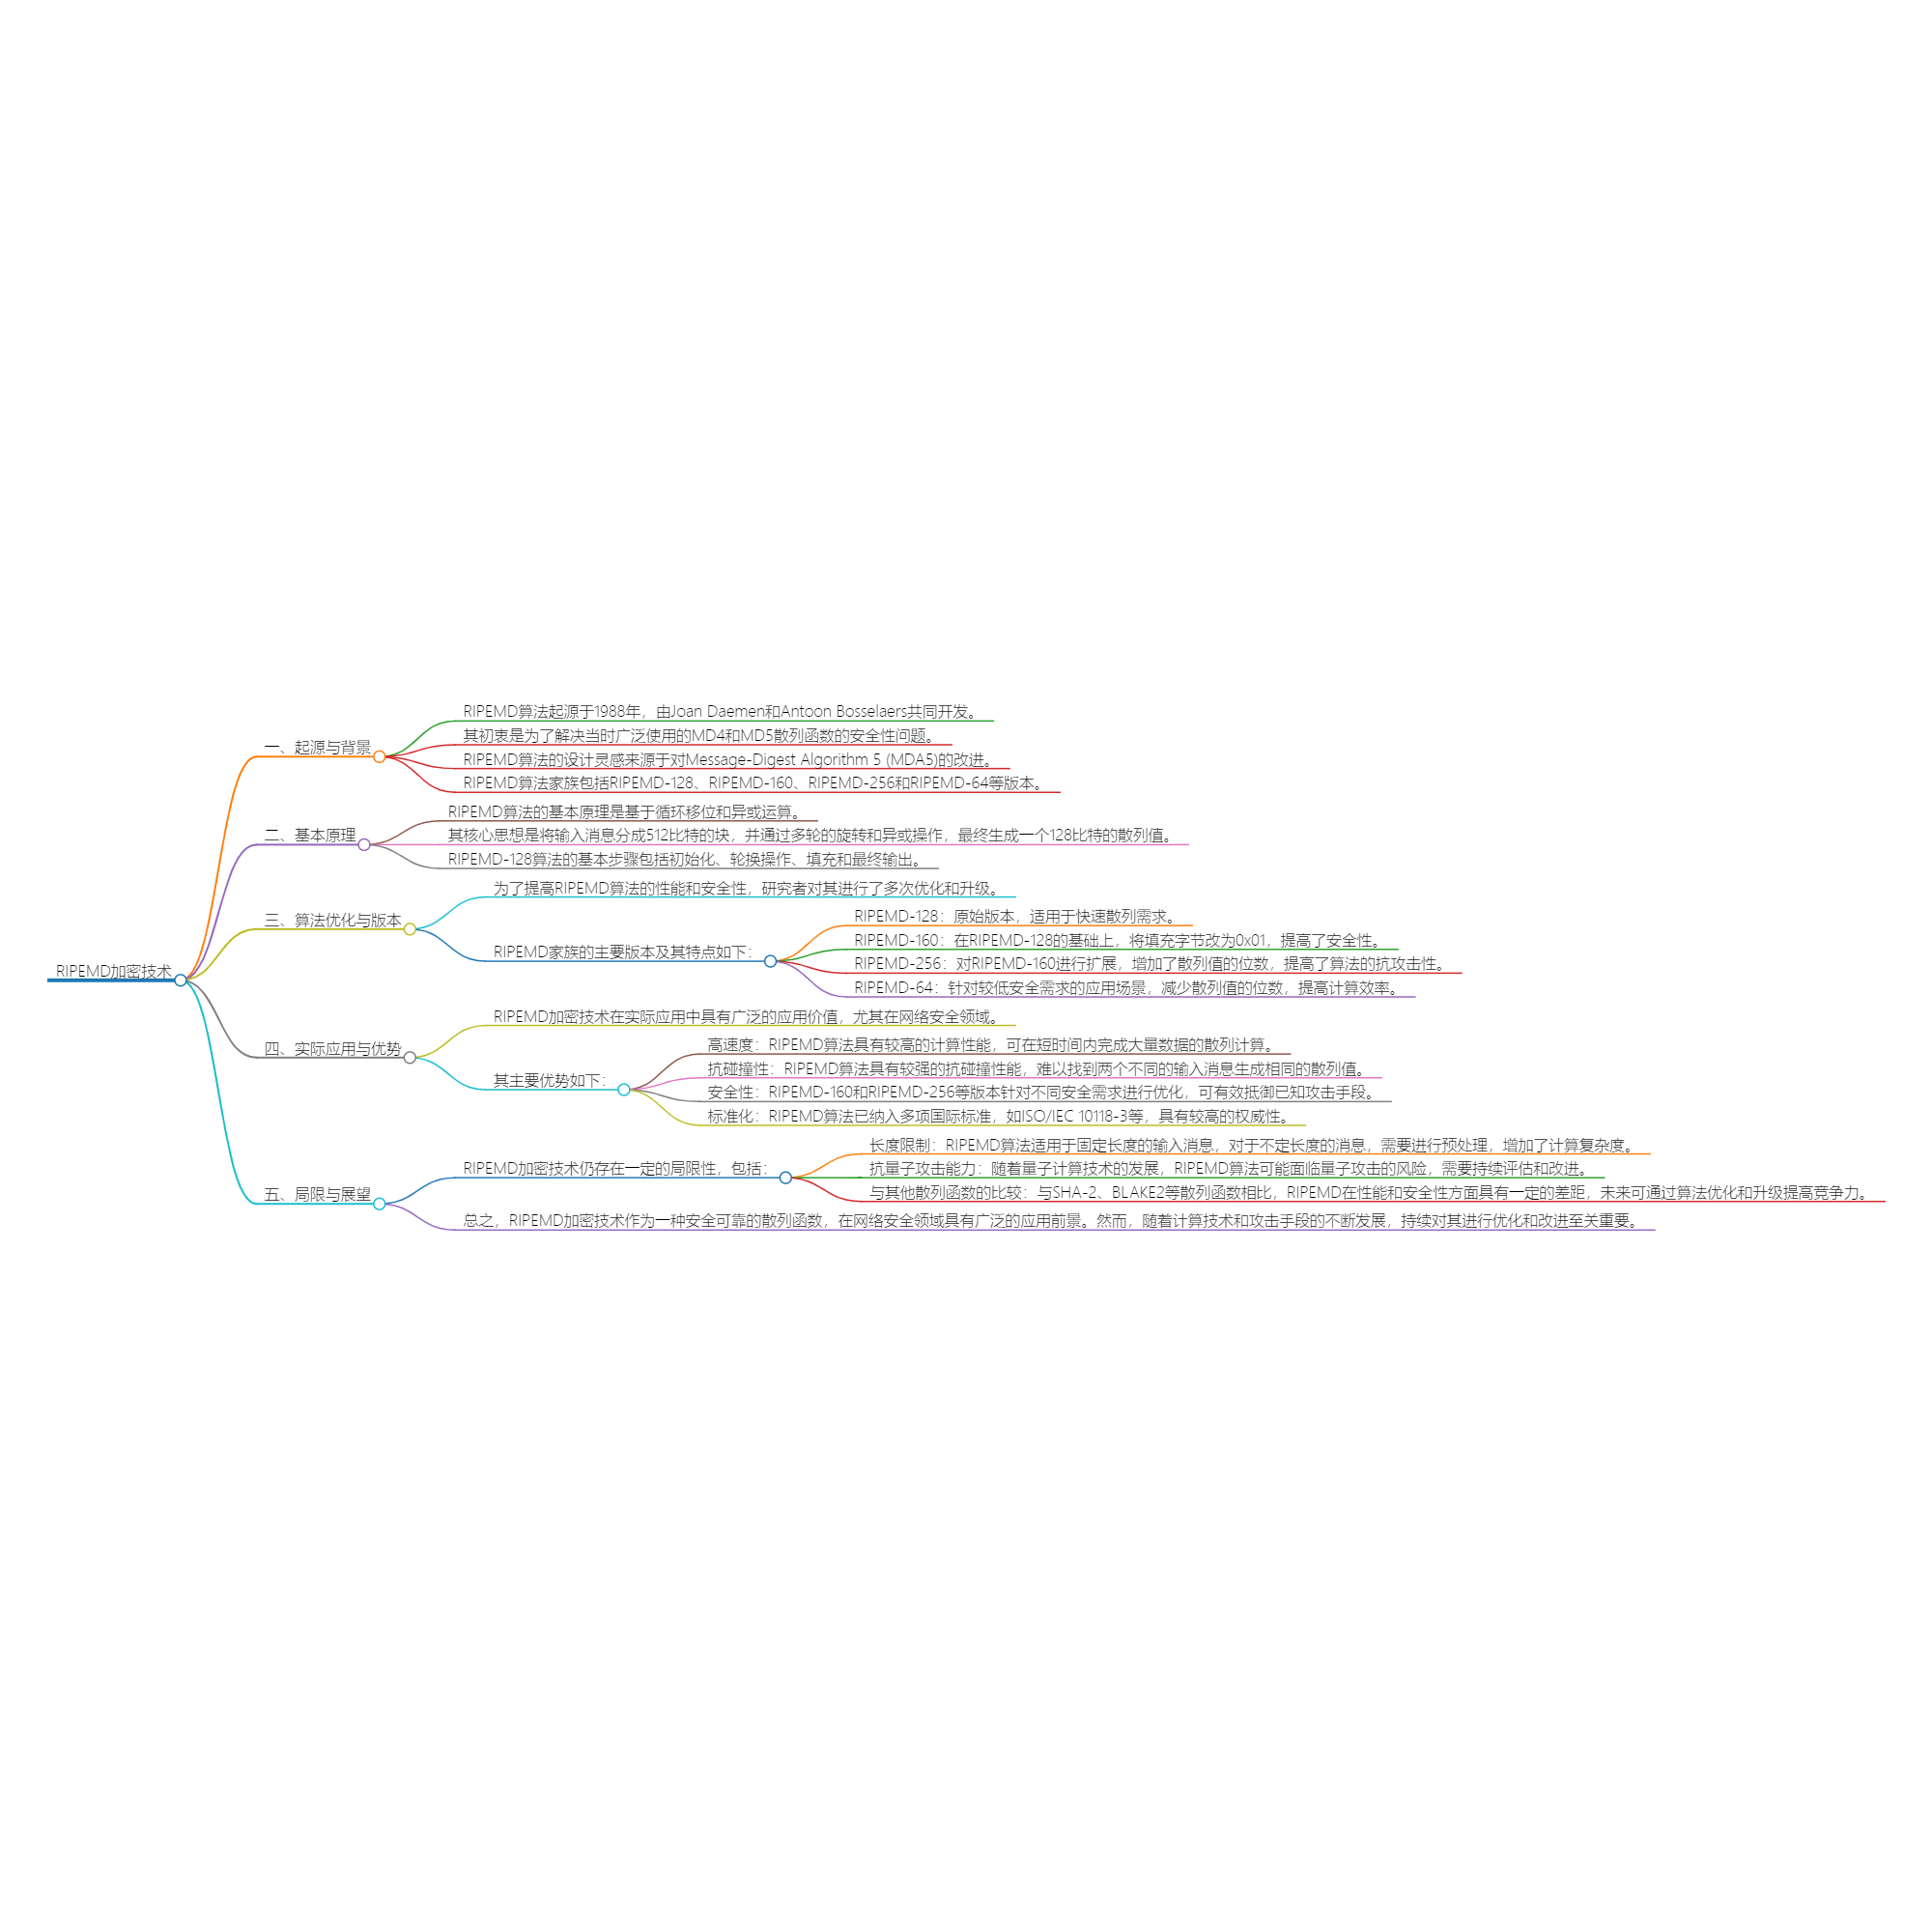 RIPEMD加密技术
一、起源与背景
RIPEMD算法起源于1988年，由Joan Daemen和Antoon Bosselaers共同开发。
其初衷是为了解决当时广泛使用的MD4和MD5散列函数的安全性问题。
RIPEMD算法的设计灵感来源于对Message-Digest Algorithm 5 (MDA5)的改进。
RIPEMD算法家族包括RIPEMD-128、RIPEMD-160、RIPEMD-256和RIPEMD-64等版本。
二、基本原理
RIPEMD算法的基本原理是基于循环移位和异或运算。
其核心思想是将输入消息分成512比特的块，并通过多轮的旋转和异或操作，最终生成一个128比特的散列值。
RIPEMD-128算法的基本步骤包括初始化、轮换操作、填充和最终输出。
三、算法优化与版本
为了提高RIPEMD算法的性能和安全性，研究者对其进行了多次优化和升级。
RIPEMD家族的主要版本及其特点如下：
RIPEMD-128：原始版本，适用于快速散列需求。
RIPEMD-160：在RIPEMD-128的基础上，将填充字节改为0x01，提高了安全性。
RIPEMD-256：对RIPEMD-160进行扩展，增加了散列值的位数，提高了算法的抗攻击性。
RIPEMD-64：针对较低安全需求的应用场景，减少散列值的位数，提高计算效率。
四、实际应用与优势
RIPEMD加密技术在实际应用中具有广泛的应用价值，尤其在网络安全领域。
其主要优势如下：
高速度：RIPEMD算法具有较高的计算性能，可在短时间内完成大量数据的散列计算。
抗碰撞性：RIPEMD算法具有较强的抗碰撞性能，难以找到两个不同的输入消息生成相同的散列值。
安全性：RIPEMD-160和RIPEMD-256等版本针对不同安全需求进行优化，可有效抵御已知攻击手段。
标准化：RIPEMD算法已纳入多项国际标准，如ISO/IEC 10118-3等，具有较高的权威性。
五、局限与展望
RIPEMD加密技术仍存在一定的局限性，包括：
长度限制：RIPEMD算法适用于固定长度的输入消息，对于不定长度的消息，需要进行预处理，增加了计算复杂度。
抗量子攻击能力：随着量子计算技术的发展，RIPEMD算法可能面临量子攻击的风险，需要持续评估和改进。
与其他散列函数的比较：与SHA-2、BLAKE2等散列函数相比，RIPEMD在性能和安全性方面具有一定的差距，未来可通过算法优化和升级提高竞争力。
总之，RIPEMD加密技术作为一种安全可靠的散列函数，在网络安全领域具有广泛的应用前景。然而，随着计算技术和攻击手段的不断发展，持续对其进行优化和改进至关重要。